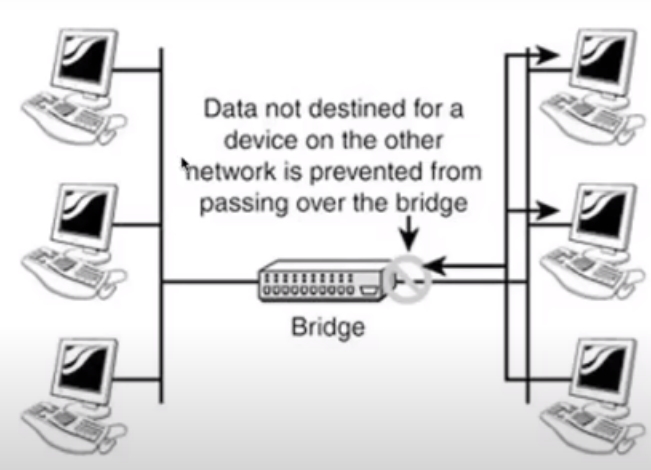 Data not destined for a
device on the other
network is prevented from
passing over the bridge
Bridge